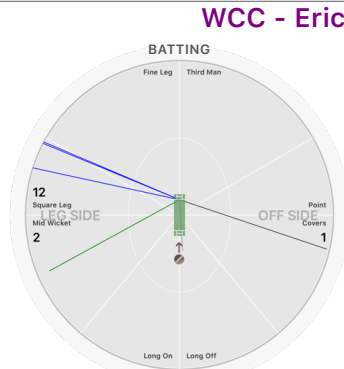 WCC - Eric
BATTING
Fine Leg Third Man
12
Square Leg Point
LEG SIDE OFF SIDE
Mid Wicket Covers
2 1
Long On Long Off